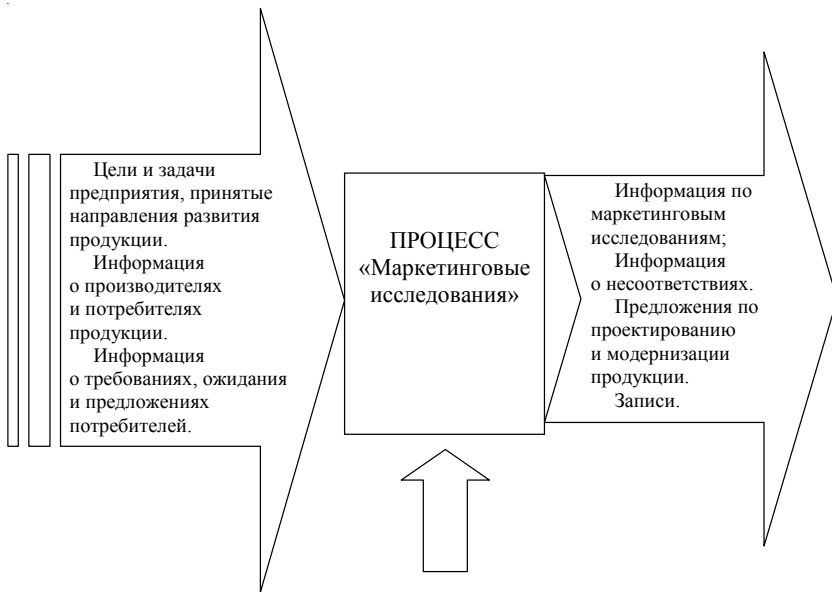 Цели и задачи
предприятия, принятые
направления развития
продукции.
Информация
о производителях
и потребителях
продукции.
Информация
о требованиях, ожидания
и предложениях
потребителей.
ПРОЦЕСС
«Маркетинговые
исследования»
Информация по
маркетинговым
исследованиям;
Информация
о несоответствиях.
Предложения по
проектированию
и модернизации
продукции.
Записи.